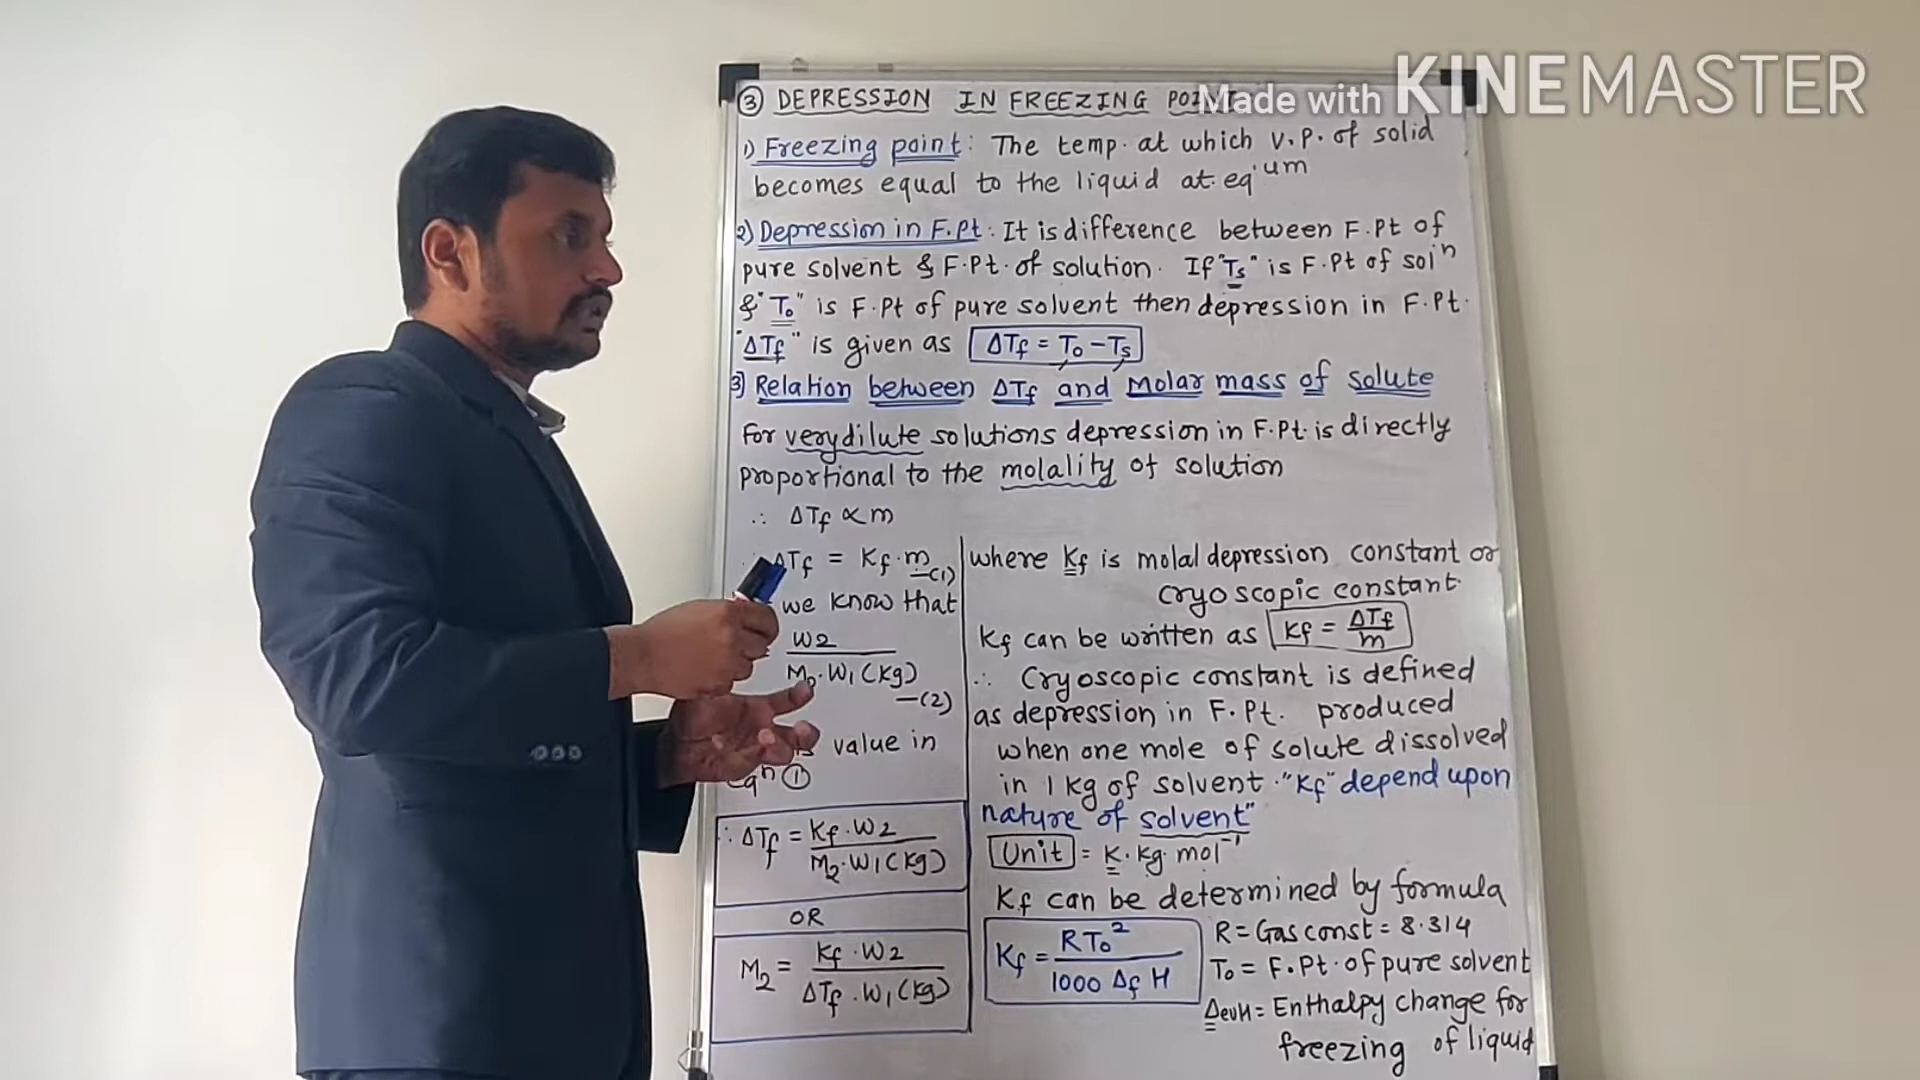 Made with KINEMASTER
③ DEPRESSION IN FREEZING POINT
1) Freezing point: The temp. at which V.P. of solid
becomes equal to the liquid at eq'um
2) Depression in F.Pt: It is difference between F.Pt of
pure solvent & F.Pt. of solution. If "Ts" is F.Pt of solⁿ
& "T₀" is F.Pt of pure solvent then depression in F.Pt.
"ΔTf" is given as ΔTf = T₀ - Ts
3) Relation between ΔTf and Molar mass of solute
For very dilute solutions depression in F.Pt. is directly
proportional to the molality of solution
∴ ΔTf ∝ m
ΔTf = Kf · m —(1)
we know that
W2
M₂ · W₁ (Kg) —(2)
value in
eqⁿ ①
∴ ΔTf = Kf · W2 / M₂ · W₁ (Kg)
OR
M₂ = Kf · W2 / ΔTf · W₁ (Kg)
where Kf is molal depression constant or
cryoscopic constant
Kf can be written as Kf = ΔTf / m
∴ Cryoscopic constant is defined
as depression in F.Pt. produced
when one mole of solute dissolved
in 1 kg of solvent. "Kf" depend upon
nature of solvent"
Unit = K · kg mol⁻¹
Kf can be determined by formula
Kf = RT₀² / 1000 ΔfH
R = Gas const = 8.314
T₀ = F.Pt. of pure solvent
ΔevH = Enthalpy change for
freezing of liquid